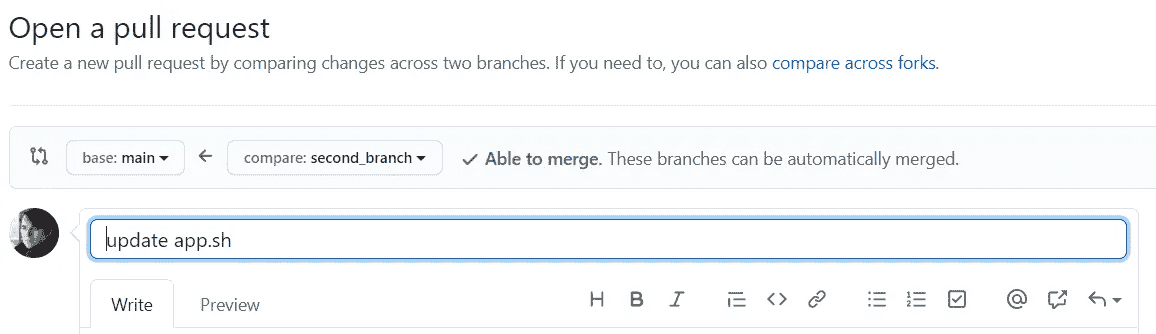 Open a pull request
Create a new pull request by comparing changes across two branches. If you need to, you can also compare across forks.
base: main compare: second_branch Able to merge. These branches can be automatically merged.
update app.sh
Write Preview